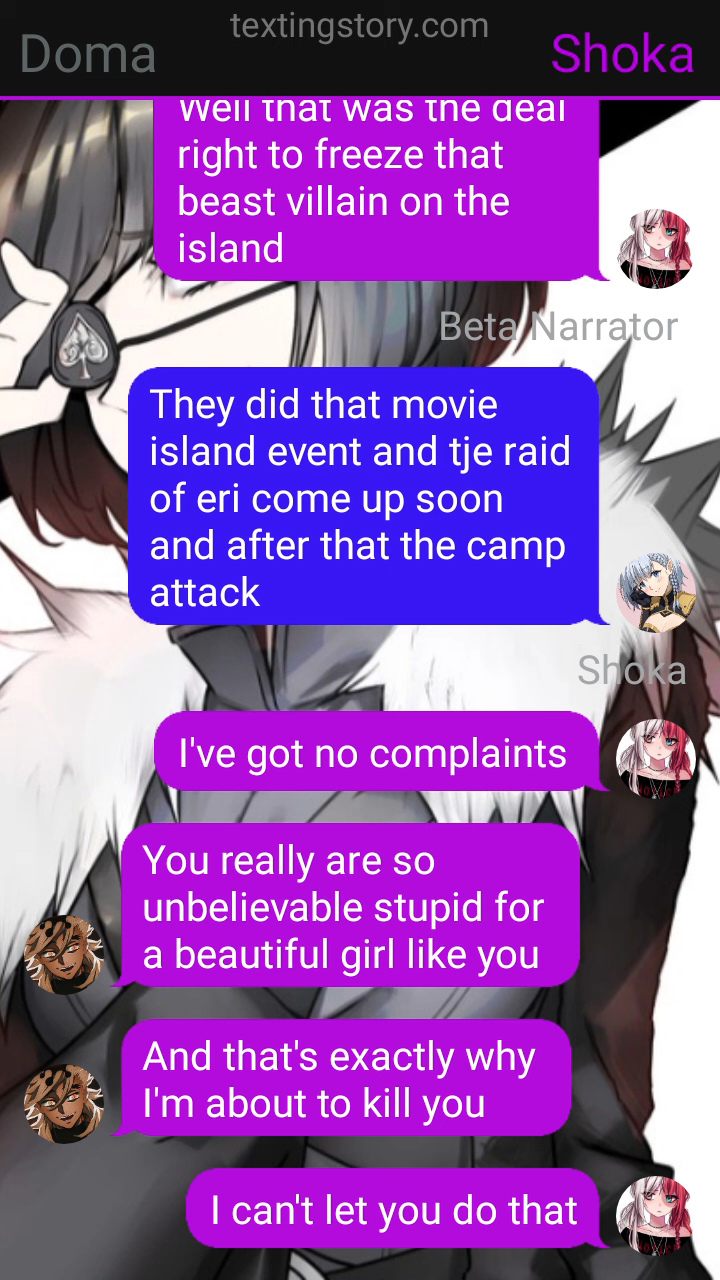 textingstory.com
Doma
Shoka
Well that was the deal
right to freeze that
beast villain on the
island
Beta Narrator
They did that movie
island event and tje raid
of eri come up soon
and after that the camp
attack
Shoka
I've got no complaints
You really are so
unbelievable stupid for
a beautiful girl like you
And that's exactly why
I'm about to kill you
I can't let you do that